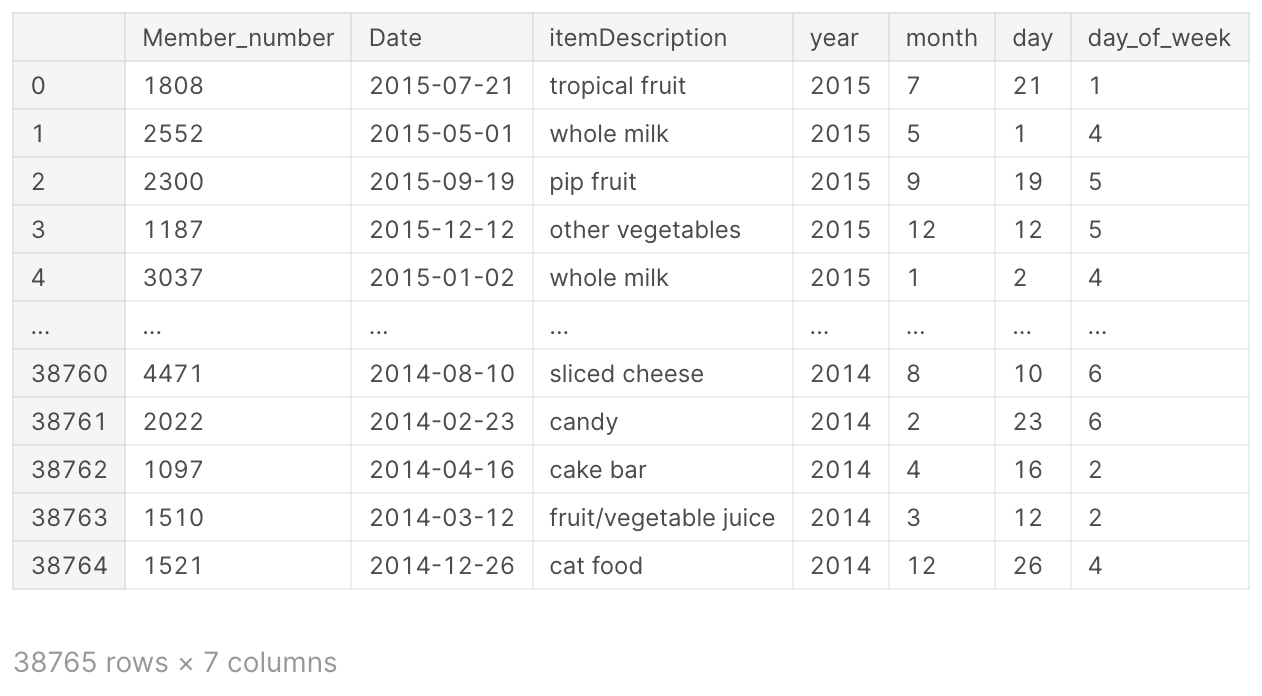 Member_number Date itemDescription year month day day_of_week
0 1808 2015-07-21 tropical fruit 2015 7 21 1
1 2552 2015-05-01 whole milk 2015 5 1 4
2 2300 2015-09-19 pip fruit 2015 9 19 5
3 1187 2015-12-12 other vegetables 2015 12 12 5
4 3037 2015-01-02 whole milk 2015 1 2 4
... ... ... ... ... ... ... ...
38760 4471 2014-08-10 sliced cheese 2014 8 10 6
38761 2022 2014-02-23 candy 2014 2 23 6
38762 1097 2014-04-16 cake bar 2014 4 16 2
38763 1510 2014-03-12 fruit/vegetable juice 2014 3 12 2
38764 1521 2014-12-26 cat food 2014 12 26 4
38765 rows × 7 columns